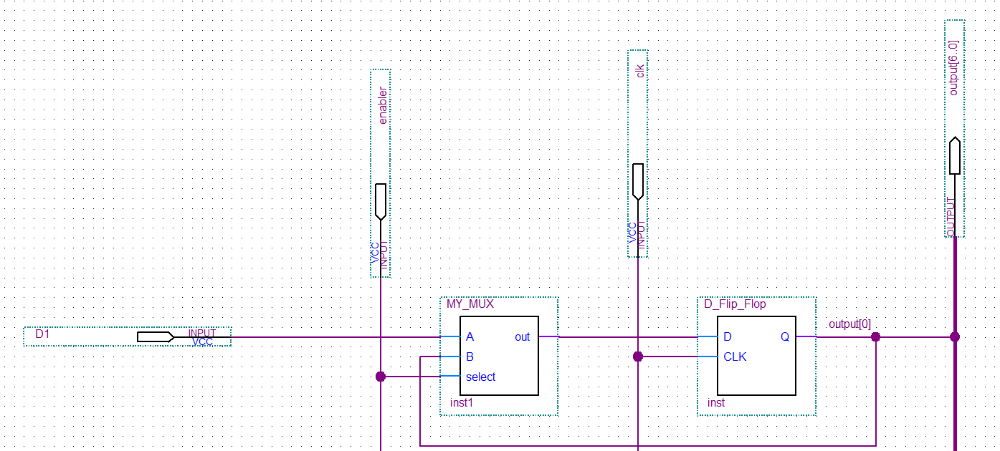 output[6..0]
clk
enabler
OUTPUT
VCC
INPUT
VCC
INPUT
MY_MUX
D_Flip_Flop
output[0]
D1
INPUT
VCC
A
out
B
select
inst1
D
Q
CLK
inst